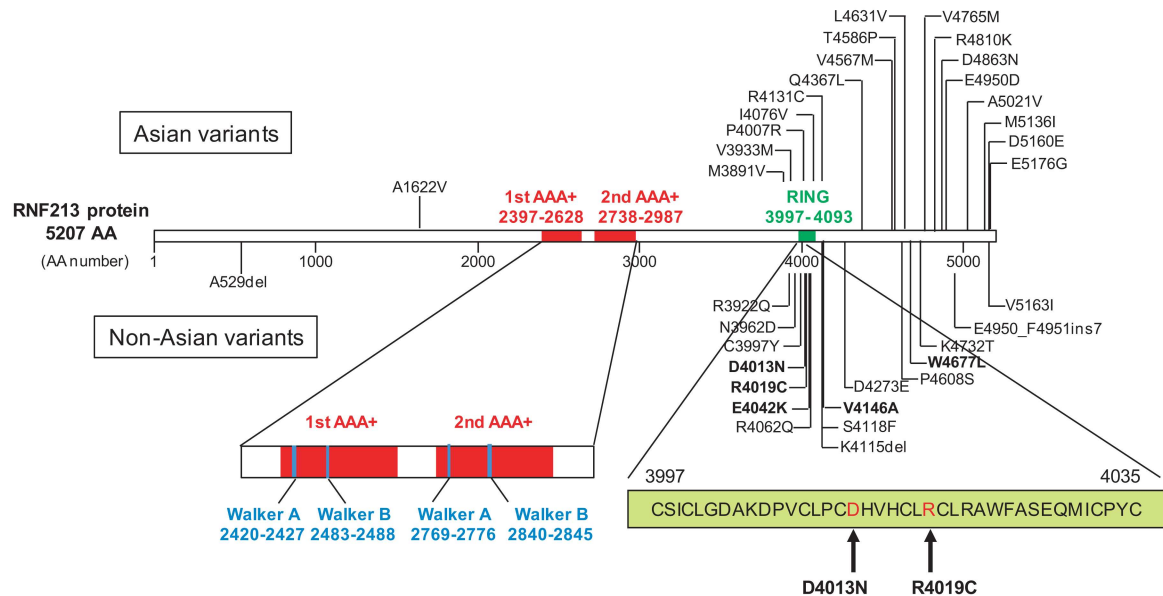 L4631V
V4765M
T4586P
R4810K
V4567M
D4863N
Q4367L
E4950D
R4131C
A5021V
I4076V
M5136I
P4007R
D5160E
V3933M
E5176G
M3891V
Asian variants
A1622V
1st AAA+
2397-2628
2nd AAA+
2738-2987
RING
3997-4093
RNF213 protein
5207 AA
(AA number)
1
1000
2000
3000
4000
5000
A529del
Non-Asian variants
R3922Q
N3962D
C3997Y
D4013N
R4019C
E4042K
R4062Q
V5163I
E4950_F4951ins7
K4732T
W4677L
P4608S
D4273E
V4146A
S4118F
K4115del
1st AAA+
2nd AAA+
Walker A
2420-2427
Walker B
2483-2488
Walker A
2769-2776
Walker B
2840-2845
3997
4035
CSICLGDAKDPVCLPCDHVHCLRCLRAWFASEQMICPYC
D4013N
R4019C